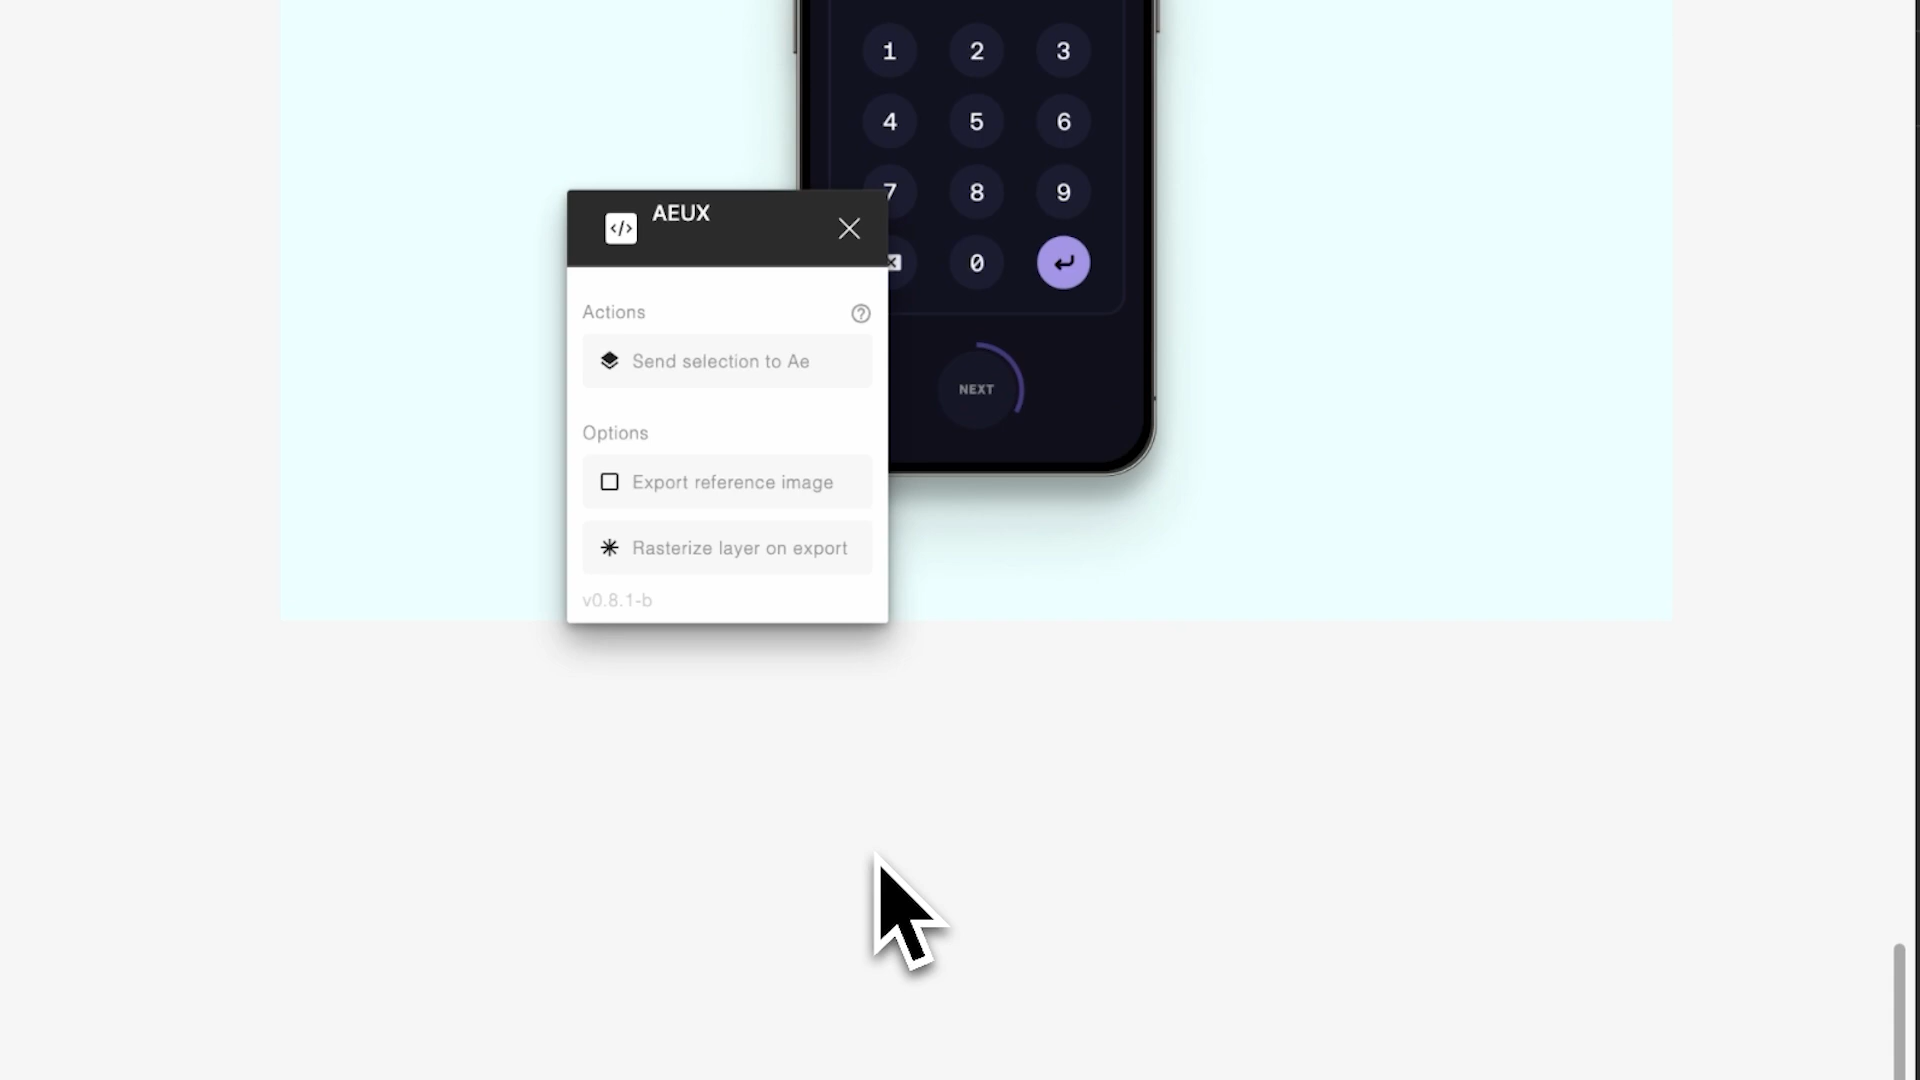 1 2 3
4 5 6
7 8 9
0
NEXT
AEUX
Actions
Send selection to Ae
Options
Export reference image
Rasterize layer on export
v0.8.1-b